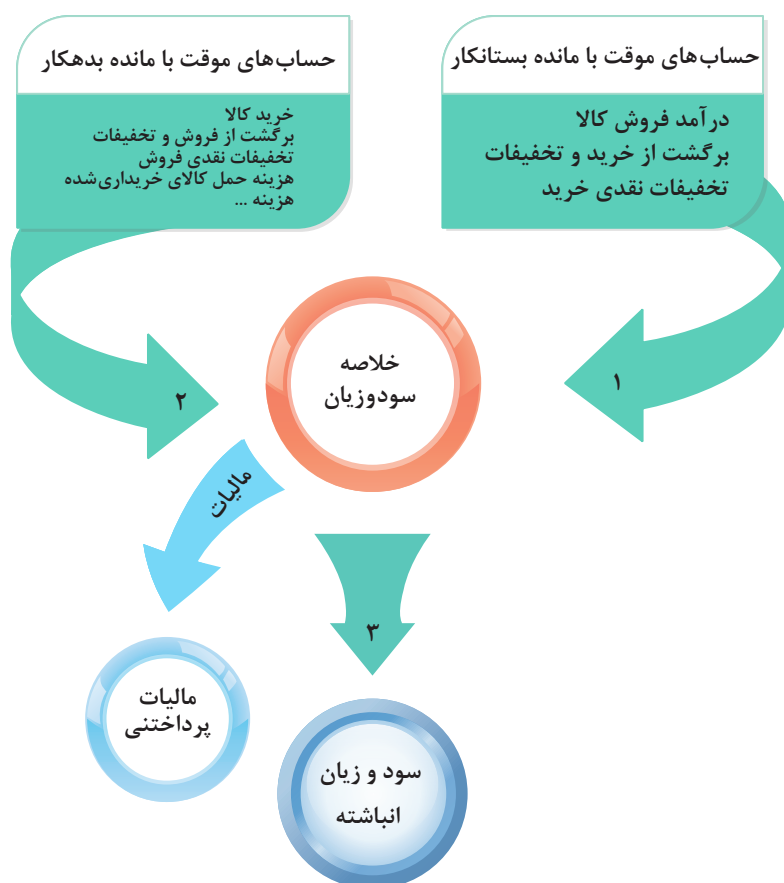 حساب‌های موقت با مانده بستانکار
درآمد فروش کالا
برگشت از خرید و تخفیفات
تخفیفات نقدی خرید
حساب‌های موقت با مانده بدهکار
خرید کالا
برگشت از فروش و تخفیفات
تخفیفات نقدی فروش
هزینه حمل کالای خریداری‌شده
هزینه ...
۱
خلاصه
سودوزیان
۲
مالیات
۳
مالیات
پرداختنی
سود و زیان
انباشته